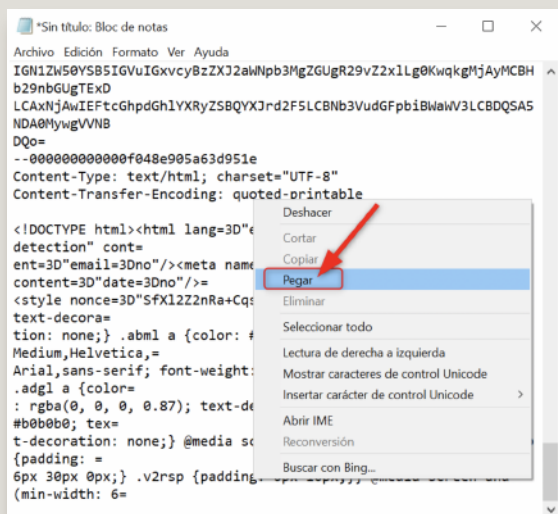 *Sin título: Bloc de notas
Archivo Edición Formato Ver Ayuda
IGN1ZW50YSB5IGVuIGxvcyBzZXJ2aWNpb3MgZGUgR29vZ2xlLg0KwqkgMjAyMCBH
b29nbGUgTExD
LCAxNjAwIEFtcGhpdGhlYXRyZSBQYXJrd2F5LCBNb3VudGFpbiBWaWV3LCBDQSA5
NDA0MywgVVNB
DQo=
--000000000000f048e905a63d951e
Content-Type: text/html; charset="UTF-8"
Content-Transfer-Encoding: quoted-printable
<!DOCTYPE html><html lang=3D"e
detection" cont=
ent=3D"email=3Dno"/><meta name
content=3D"date=3Dno"/>=
<style nonce=3D"SfXl2Z2nRa+Cqs
text-decora=
tion: none;} .abml a {color: #
Medium,Helvetica,=
Arial,sans-serif; font-weight:
.adgl a {color=
: rgba(0, 0, 0, 0.87); text-de
#b0b0b0; tex=
t-decoration: none;} @media sc
{padding: =
6px 30px 0px;} .v2rsp {padding:
(min-width: 6=
Deshacer
Cortar
Copiar
Pegar
Eliminar
Seleccionar todo
Lectura de derecha a izquierda
Mostrar caracteres de control Unicode
Insertar carácter de control Unicode >
Abrir IME
Reconversión
Buscar con Bing...